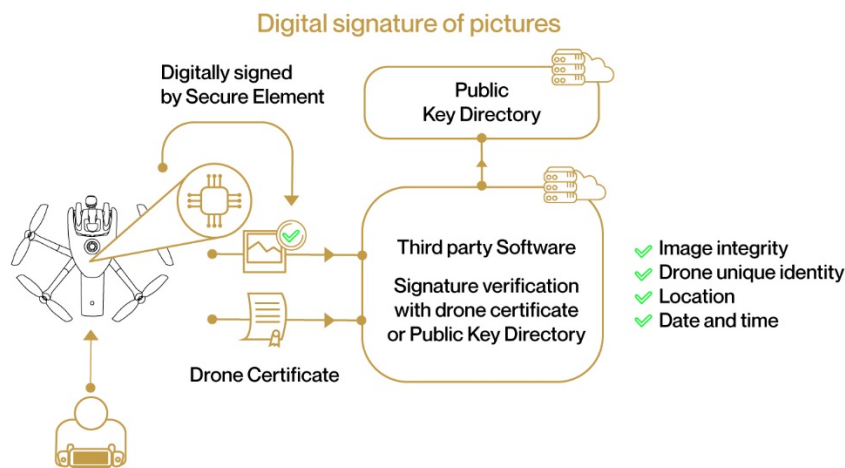 Digital signature of pictures
Digitally signed
by Secure Element
Public
Key Directory
Third party Software
Signature verification
with drone certificate
or Public Key Directory
Drone Certificate
Image integrity
Drone unique identity
Location
Date and time